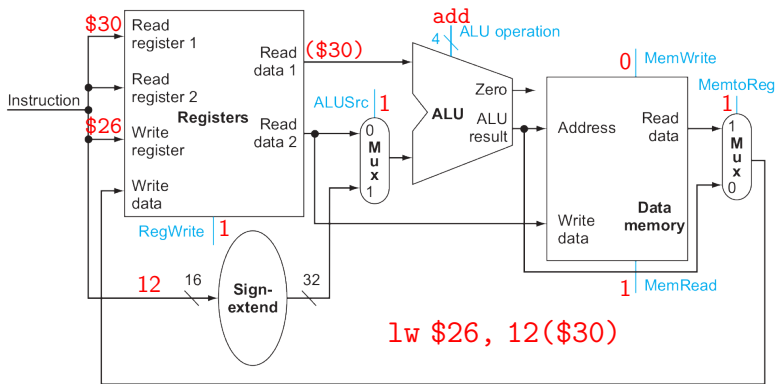 $30
Read
register 1
Read
data 1
($30)
add
4
ALU operation
0
MemWrite
Read
register 2
Instruction
Registers
$26
Write
register
Read
data 2
Write
data
ALUSrc
1
0
M
u
x
1
Zero
ALU
ALU
result
MemtoReg
1
Address
Read
data
1
M
u
x
0
Write
data
Data
memory
RegWrite
1
12
16
Sign-
extend
32
1
MemRead
lw $26, 12($30)